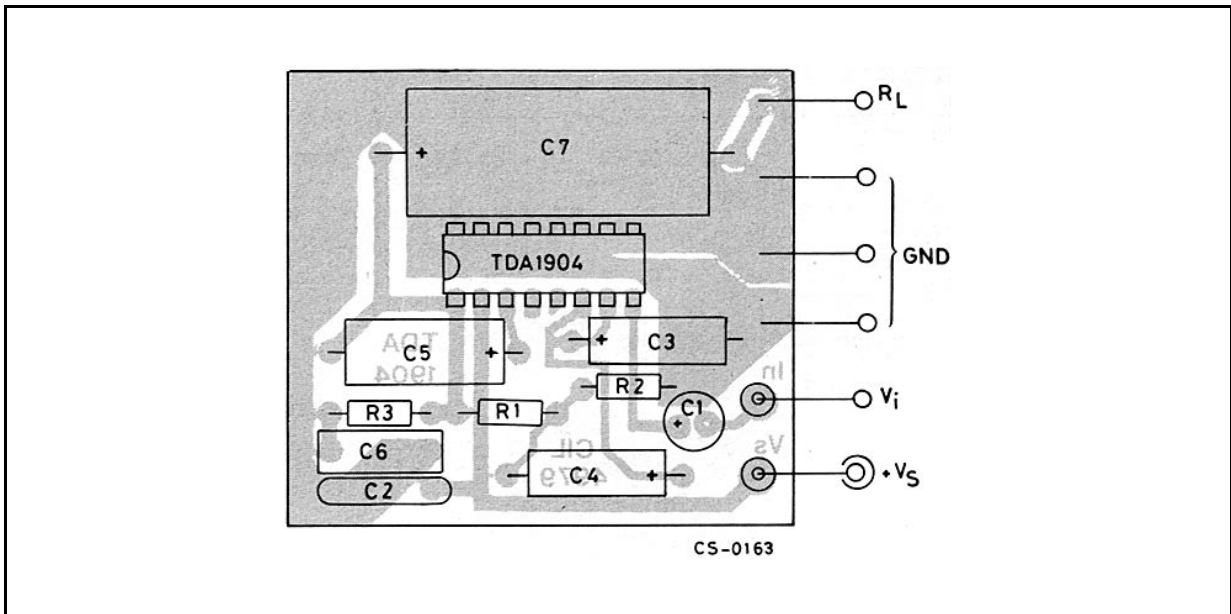 R_L
+ C7
TDA1904
GND
+ C3
C5 +
TDA
1904
R2
In
R3
R1
C1
+
Vi
C6
CIL
Vs
C4 +
+VS
C2
CS-0163